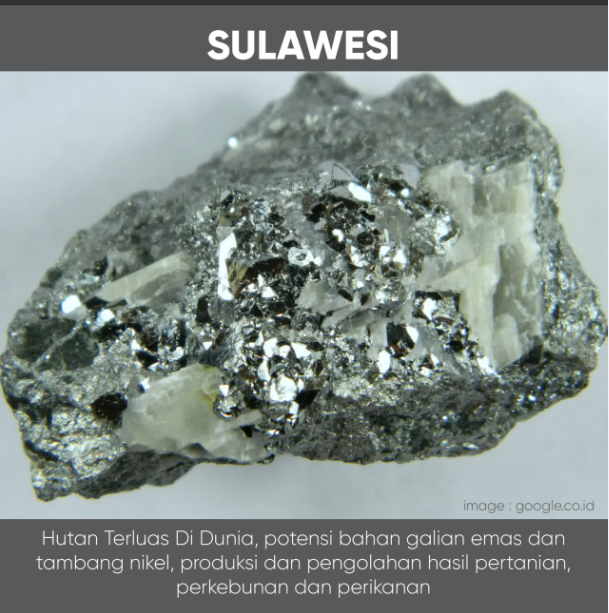 SULAWESI
image : google.co.id
Hutan Terluas Di Dunia, potensi bahan galian emas dan
tambang nikel, produksi dan pengolahan hasil pertanian,
perkebunan dan perikanan